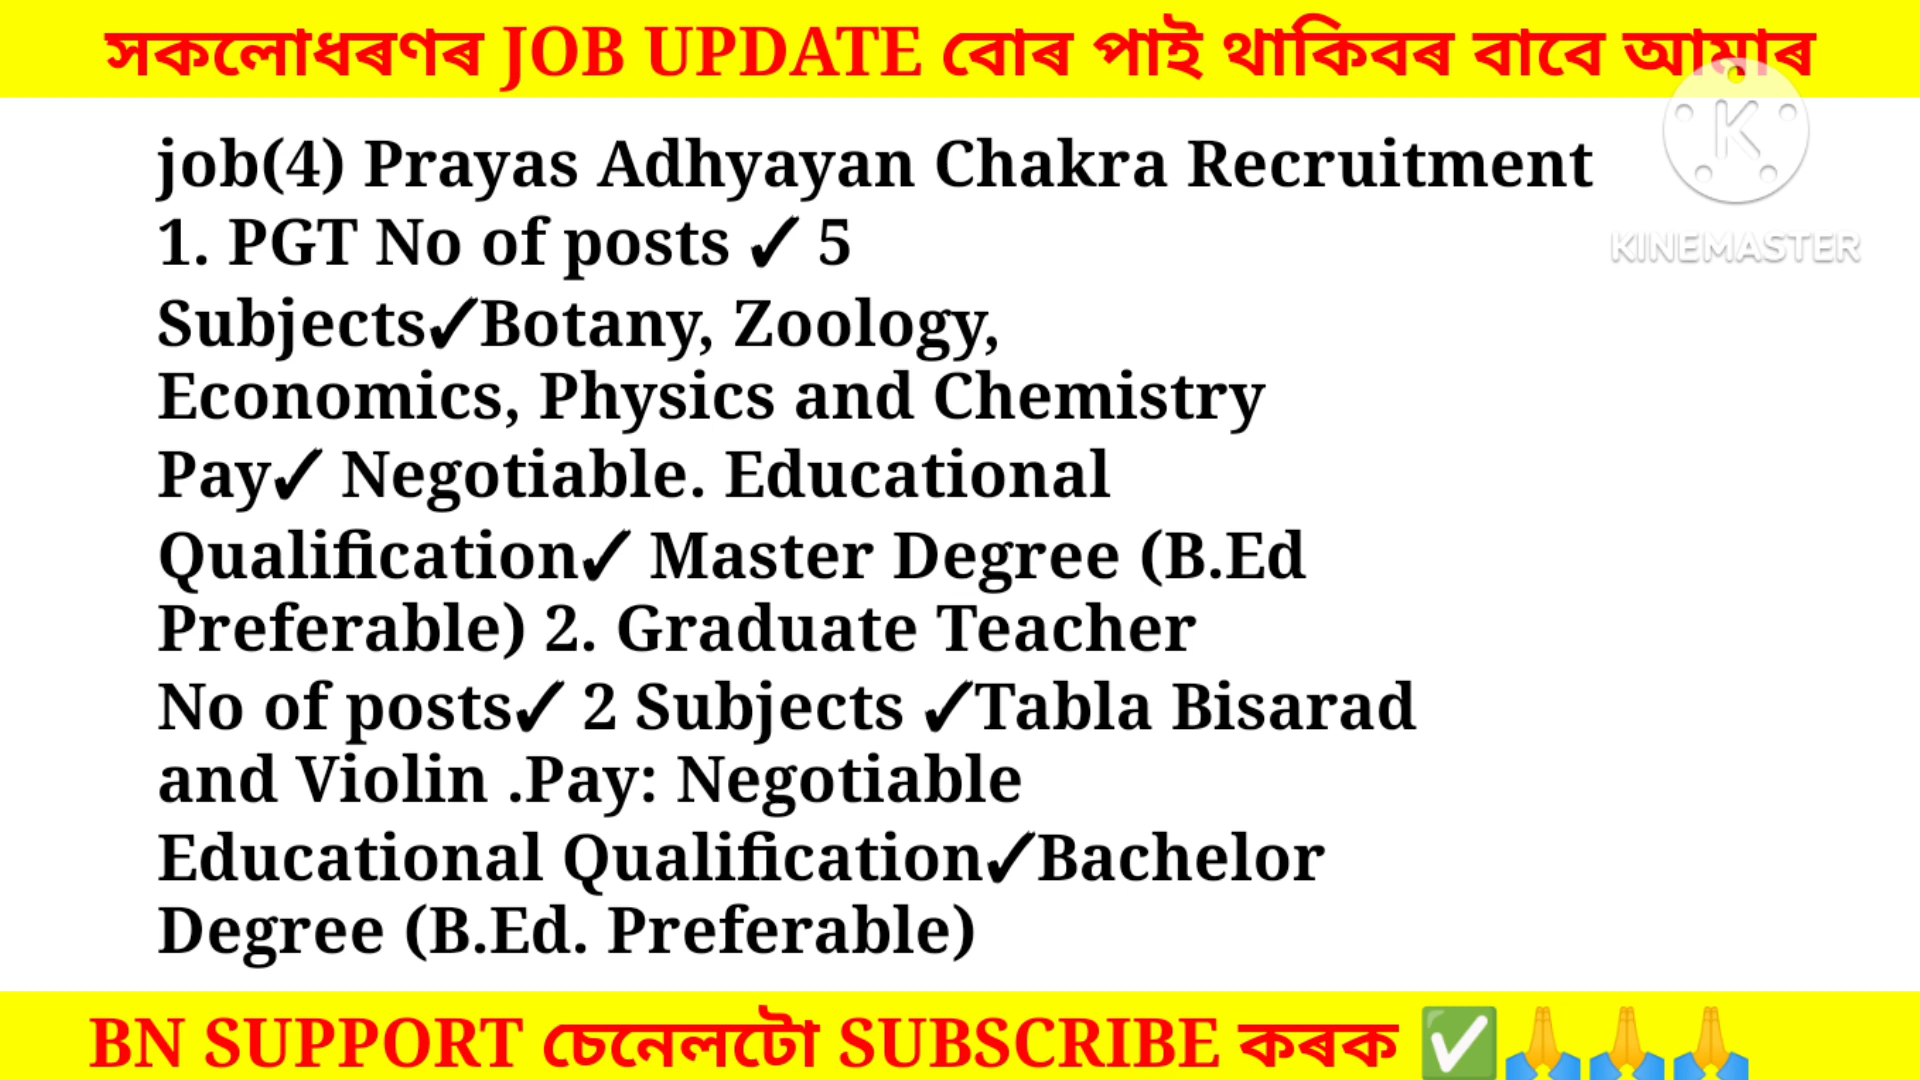 সকলোধৰণৰ JOB UPDATE বোৰ পাই থাকিবৰ বাবে আমাৰ
job(4) Prayas Adhyayan Chakra Recruitment
1. PGT No of posts ✓ 5
Subjects✓Botany, Zoology,
Economics, Physics and Chemistry
Pay✓ Negotiable. Educational
Qualification✓ Master Degree (B.Ed
Preferable) 2. Graduate Teacher
No of posts✓ 2 Subjects ✓Tabla Bisarad
and Violin .Pay: Negotiable
Educational Qualification✓Bachelor
Degree (B.Ed. Preferable)
K
KINEMASTER
BN SUPPORT চেনেলটো SUBSCRIBE কৰক ✅🙏🙏🙏